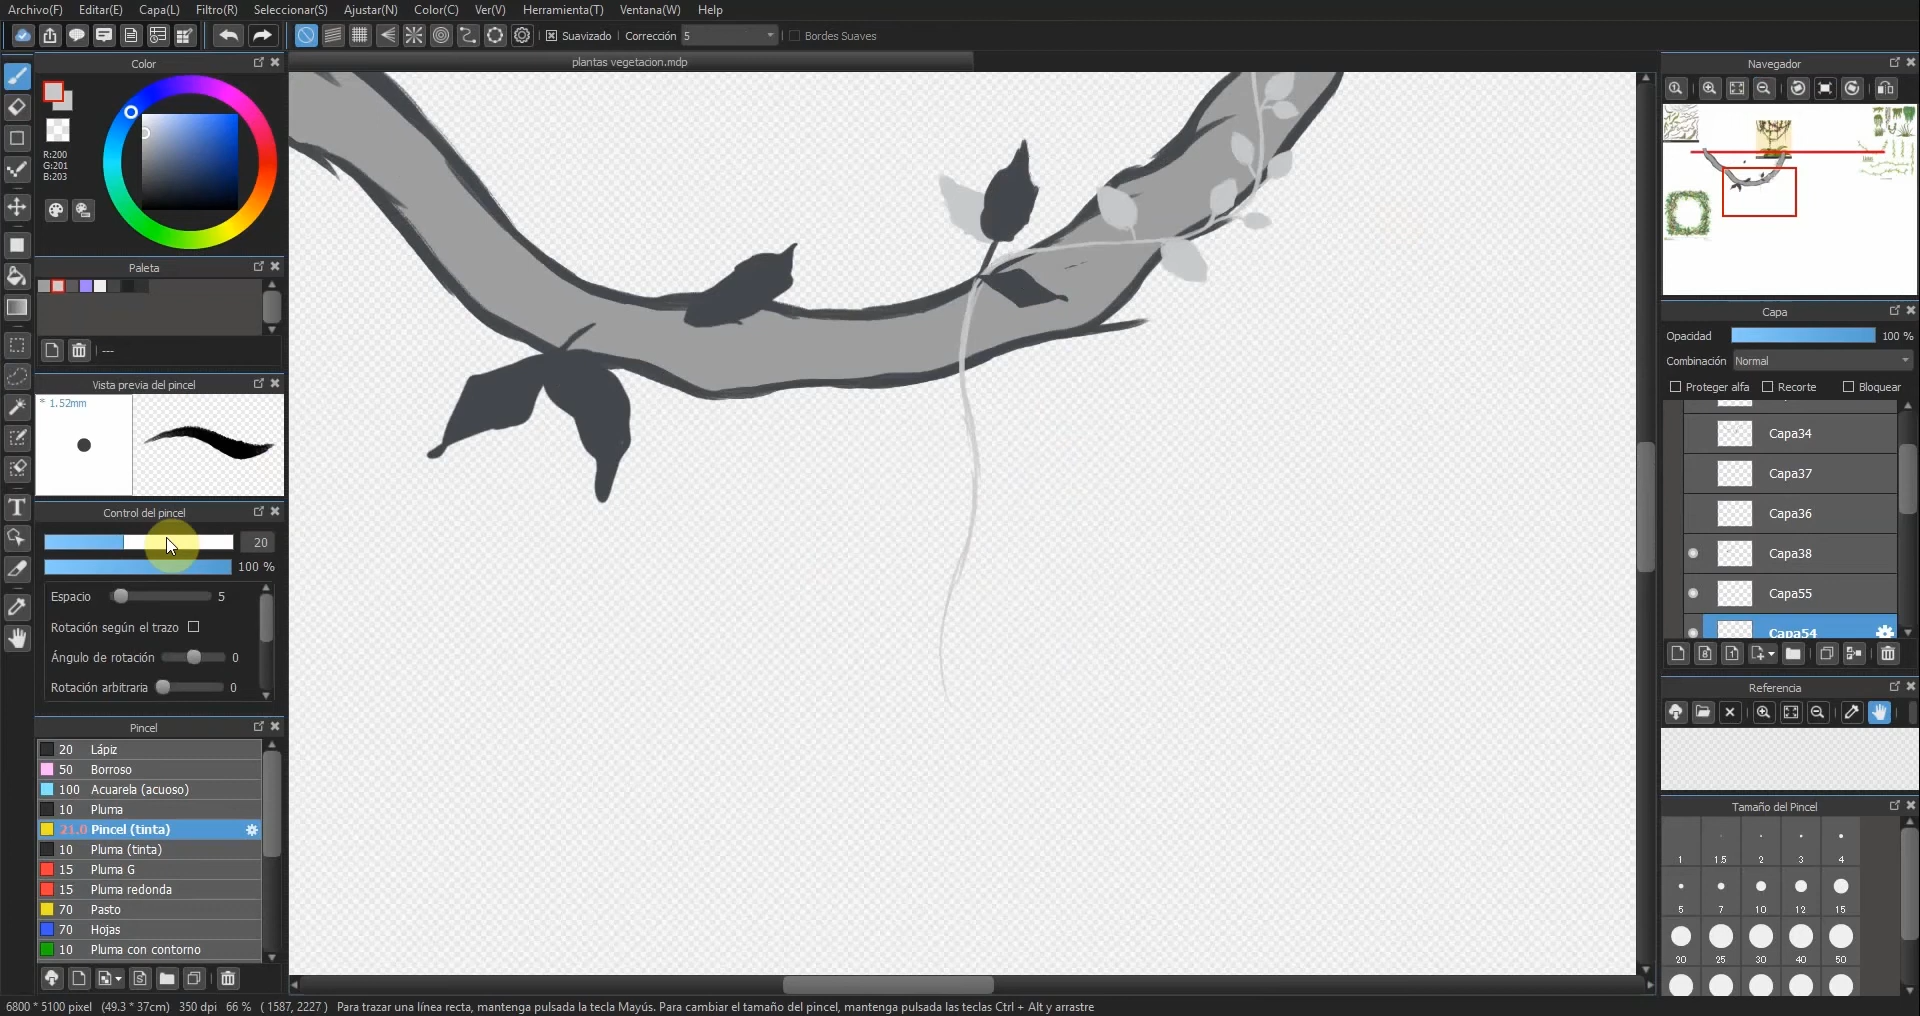 Archivo(F) Editar(E) Capa(L) Filtro(R) Seleccionar(S) Ajustar(N) Color(C) Ver(V) Herramienta(T) Ventana(W) Help
Suavizado Corrección 5 Bordes Suaves
Color
plantas vegetacion.mdp
Navegador
R:200
G:201
B:203
Paleta
---
Vista previa del pincel
* 1.52mm
Control del pincel
20
100 %
Espacio 5
Rotación según el trazo
Ángulo de rotación 0
Rotación arbitraria 0
Pincel
20 Lápiz
50 Borroso
100 Acuarela (acuoso)
10 Pluma
21.0 Pincel (tinta)
10 Pluma (tinta)
15 Pluma G
15 Pluma redonda
70 Pasto
70 Hojas
10 Pluma con contorno
Capa
Opacidad 100 %
Combinación Normal
Proteger alfa Recorte Bloquear
Capa34
Capa37
Capa36
Capa38
Capa55
Capa54
Referencia
Tamaño del Pincel
1 1.5 2 3 4
5 7 10 12 15
20 25 30 40 50
6800 * 5100 pixel (49.3 * 37cm) 350 dpi 66 % ( 1587, 2227 ) Para trazar una línea recta, mantenga pulsada la tecla Mayús. Para cambiar el tamaño del pincel, mantenga pulsada las teclas Ctrl + Alt y arrastre